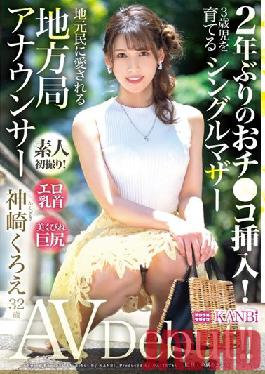 2年ぶりのおチ●コ挿入!
3歳児を育てる
シングルマザー
地元民に愛される
地方局
アナウンサー
素人
初撮り!
エロ
乳首
美くびれ
巨尻
神崎くろえ
32歳
KANBi
AV Debut!!